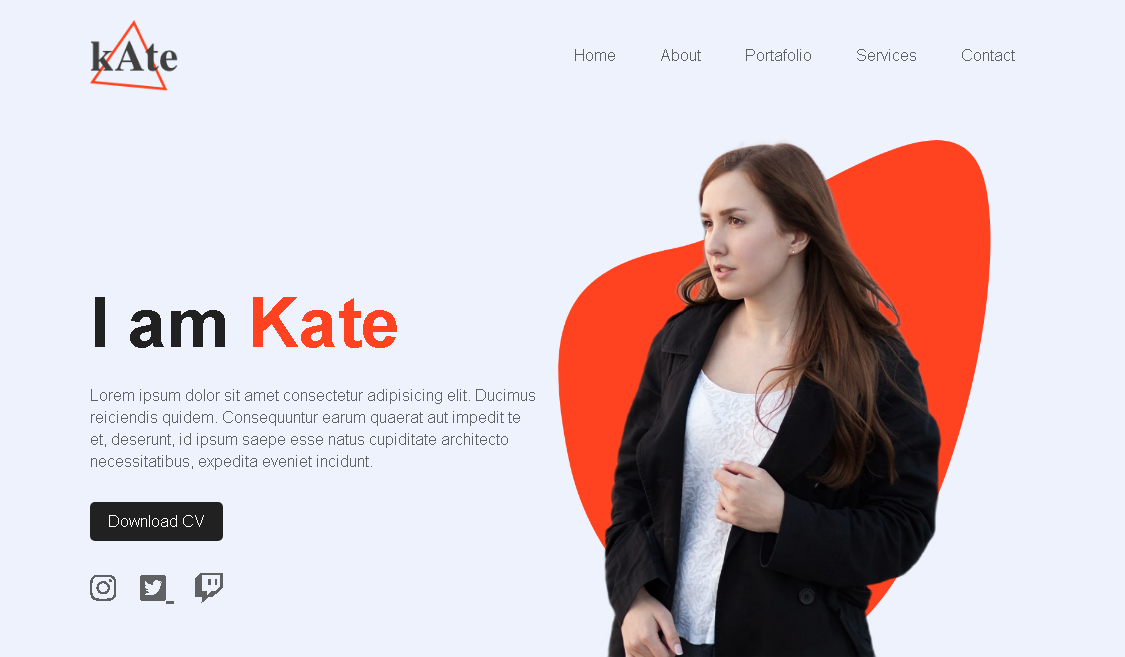 kAte
Home About Portafolio Services Contact
I am Kate
Lorem ipsum dolor sit amet consectetur adipisicing elit. Ducimus
reiciendis quidem. Consequuntur earum quaerat aut impedit te
et, deserunt, id ipsum saepe esse natus cupiditate architecto
necessitatibus, expedita eveniet incidunt.
Download CV